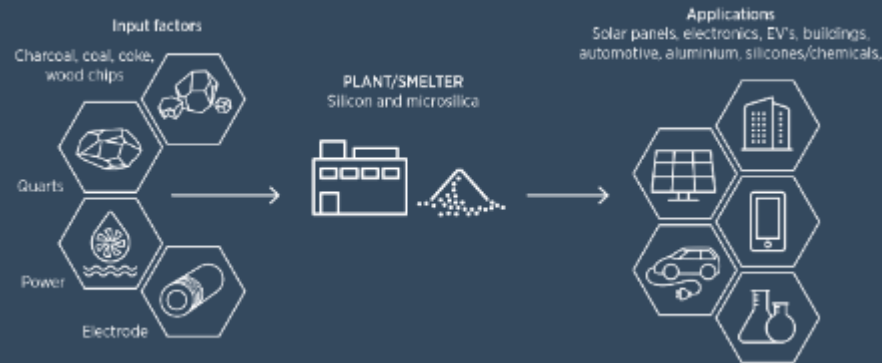 Input factors
Charcoal, coal, coke,
wood chips
Quarts
Power
Electrode
PLANT/SMELTER
Silicon and microsilica
Applications
Solar panels, electronics, EV's, buildings,
automotive, aluminium, silicones/chemicals,